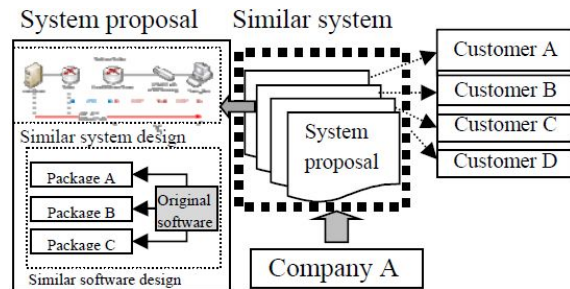 System proposal
Similar system
Similar system design
Package A
Package B
Package C
Original
software
Similar software design
System
proposal
Company A
Customer A
Customer B
Customer C
Customer D